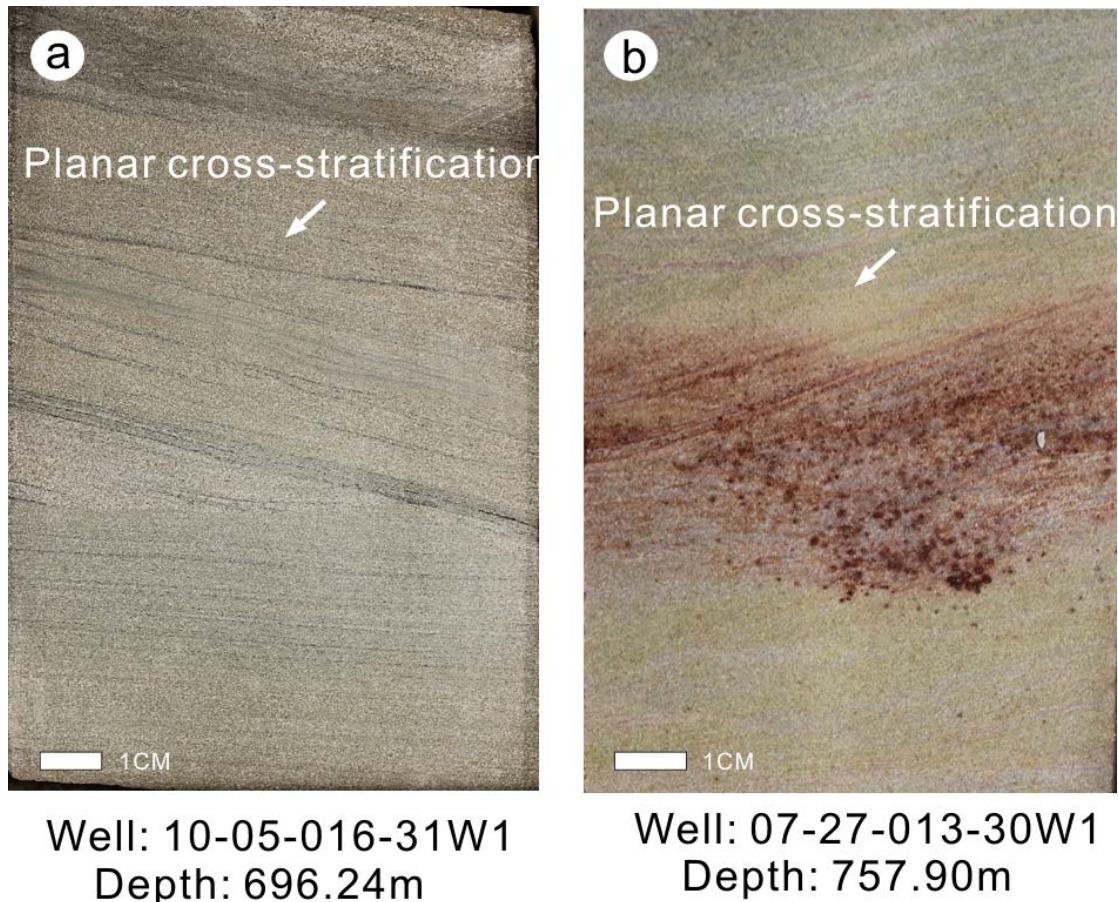 a
Planar cross-stratification
1CM
Well: 10-05-016-31W1
Depth: 696.24m
b
Planar cross-stratification
1CM
Well: 07-27-013-30W1
Depth: 757.90m